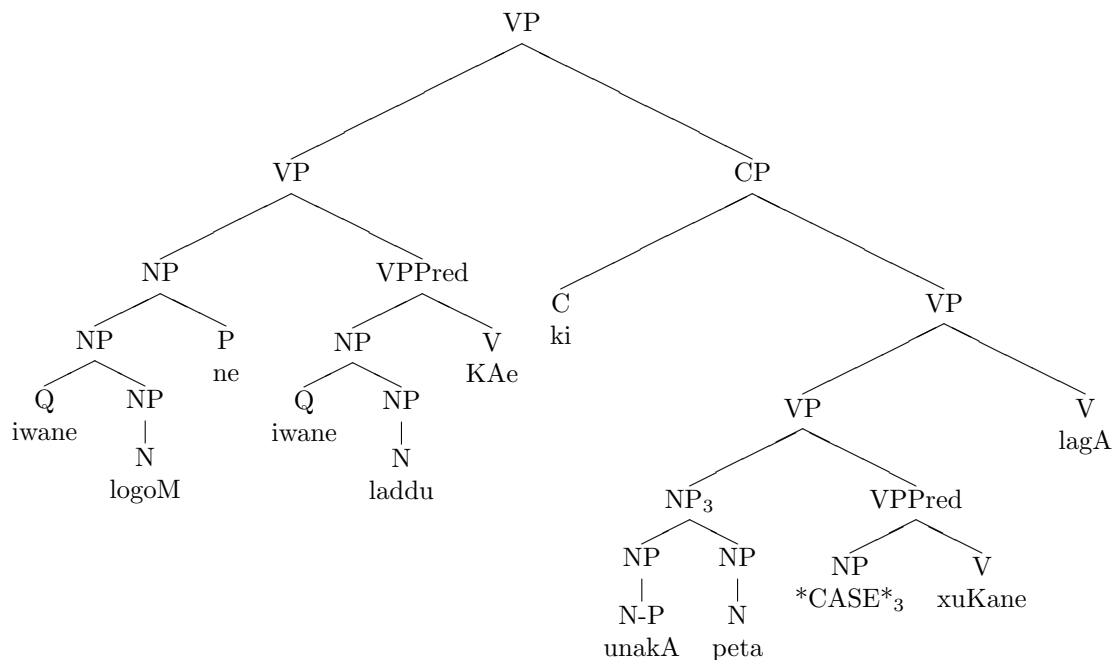 VP
VP CP
NP VPPred
C VP
ki
NP P NP V
ne KAe
Q NP Q NP VP V
iwane iwane lagA
N N
logoM laddu
NP₃ VPPred
NP NP NP V
*CASE*₃ xuKane
N-P N
unakA peta